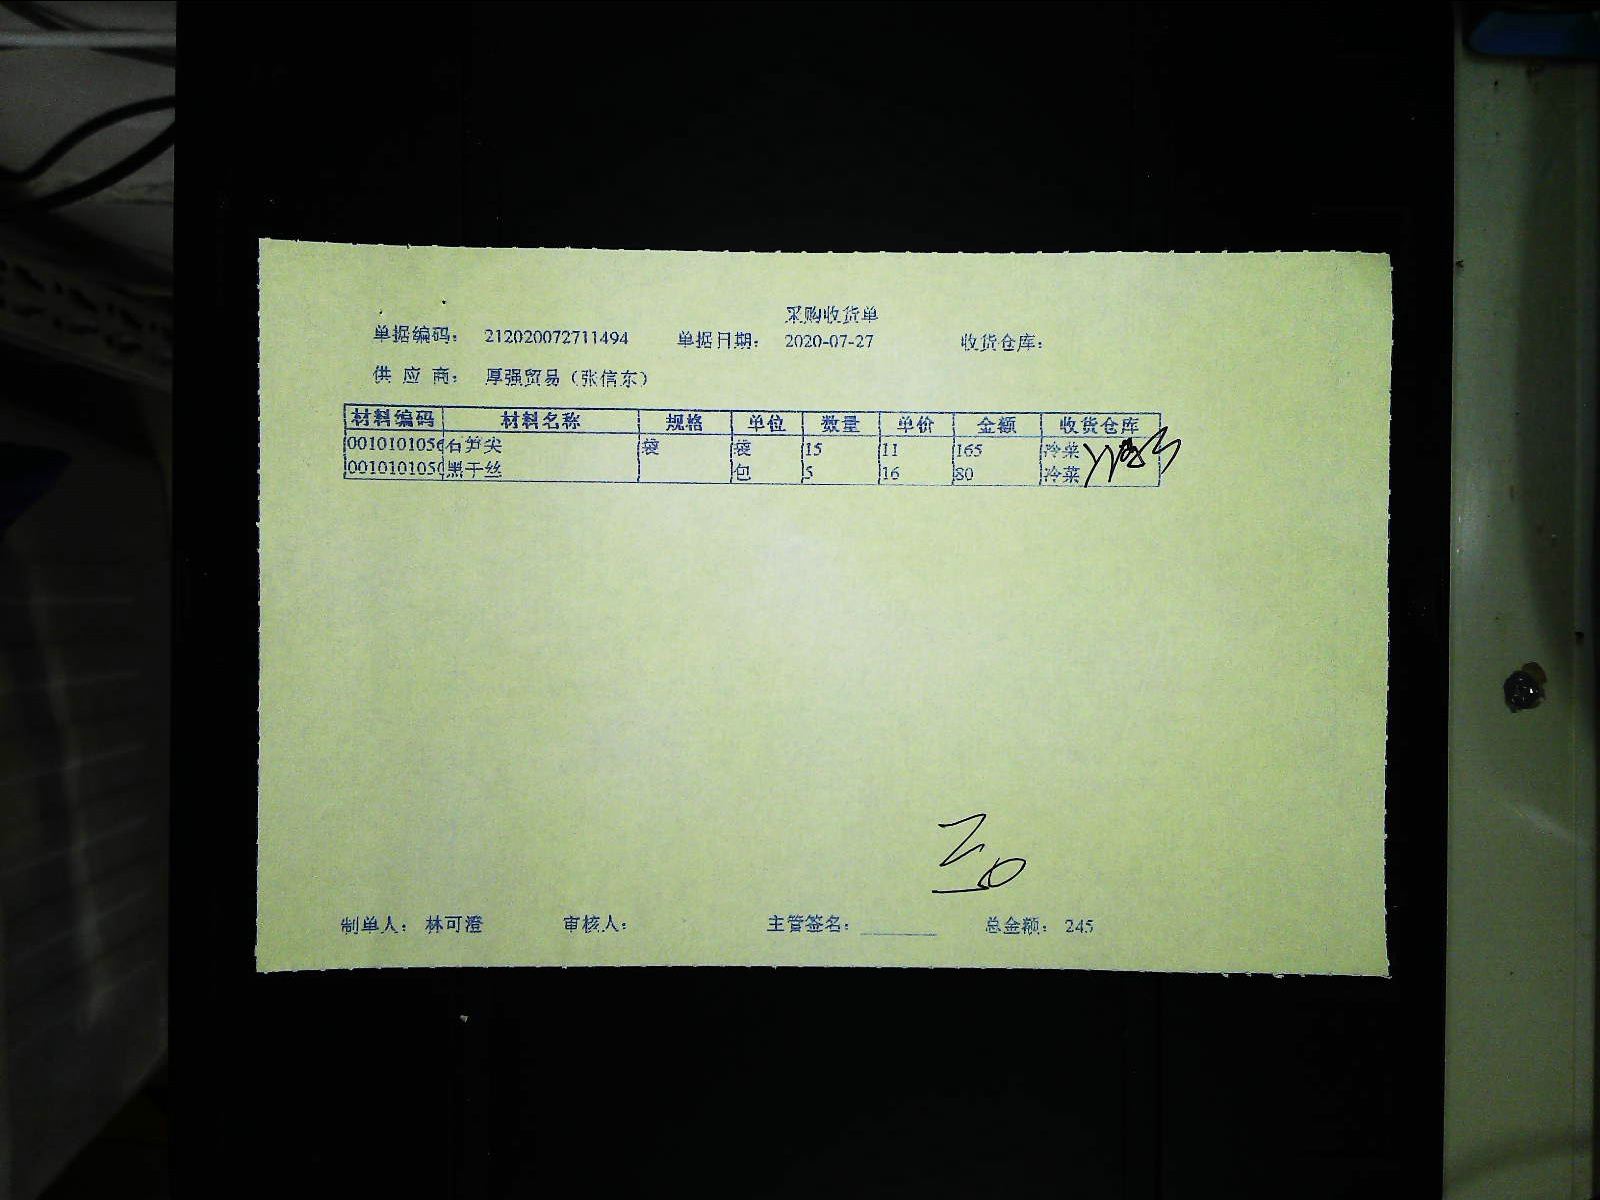 采购收货单
单据编码： 212020072711494 单据日期： 2020-07-27 收货仓库：
供 应 商： 厚强贸易（张信东）
材料编码 材料名称 规格 单位 数量 单价 金额 收货仓库
001010105 石笋尖 袋 袋 15 11 165 冷菜
001010105 黑干丝 包 5 16 80 冷菜
制单人： 林可澄 审核人： 主管签名： 总金额： 245